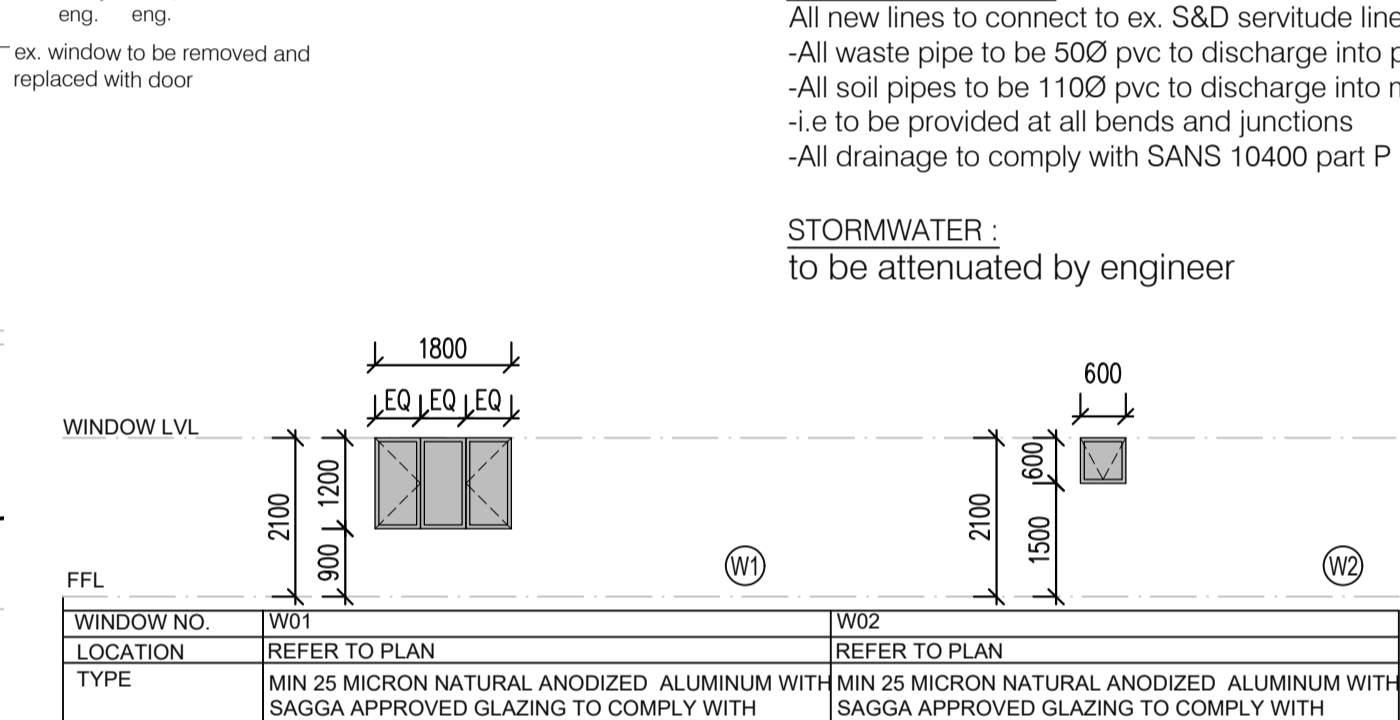 eng. eng.
ex. window to be removed and
replaced with door
All new lines to connect to ex. S&D servitude line
-All waste pipe to be 50Ø pvc to discharge into
-All soil pipes to be 110Ø pvc to discharge into
-i.e to be provided at all bends and junctions
-All drainage to comply with SANS 10400 part P
STORMWATER :
to be attenuated by engineer
1800
EQ EQ EQ
600
WINDOW LVL
2100
1200
900
2100
600
1500
W1
W2
FFL
WINDOW NO. W01 W02
LOCATION REFER TO PLAN REFER TO PLAN
TYPE MIN 25 MICRON NATURAL ANODIZED ALUMINUM WITH MIN 25 MICRON NATURAL ANODIZED ALUMINUM WITH
SAGGA APPROVED GLAZING TO COMPLY WITH SAGGA APPROVED GLAZING TO COMPLY WITH